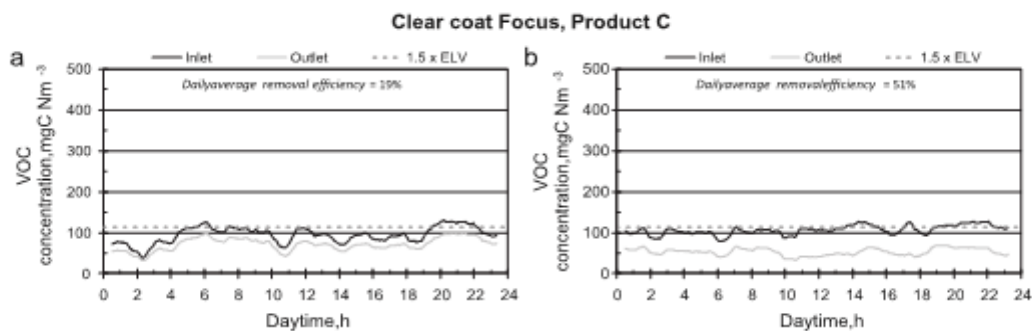 Clear coat Focus, Product C
a
Inlet Outlet 1.5 x ELV
Dailyaverage removal efficiency = 19%
500
400
300
200
100
0
VOC
concentration,mgC Nm -3
0 2 4 6 8 10 12 14 16 18 20 22 24
Daytime,h
b
Inlet Outlet 1.5 x ELV
Dailyaverage removalefficiency = 51%
500
400
300
200
100
0
VOC
concentration,mgC Nm -3
0 2 4 6 8 10 12 14 16 18 20 22 24
Daytime,h